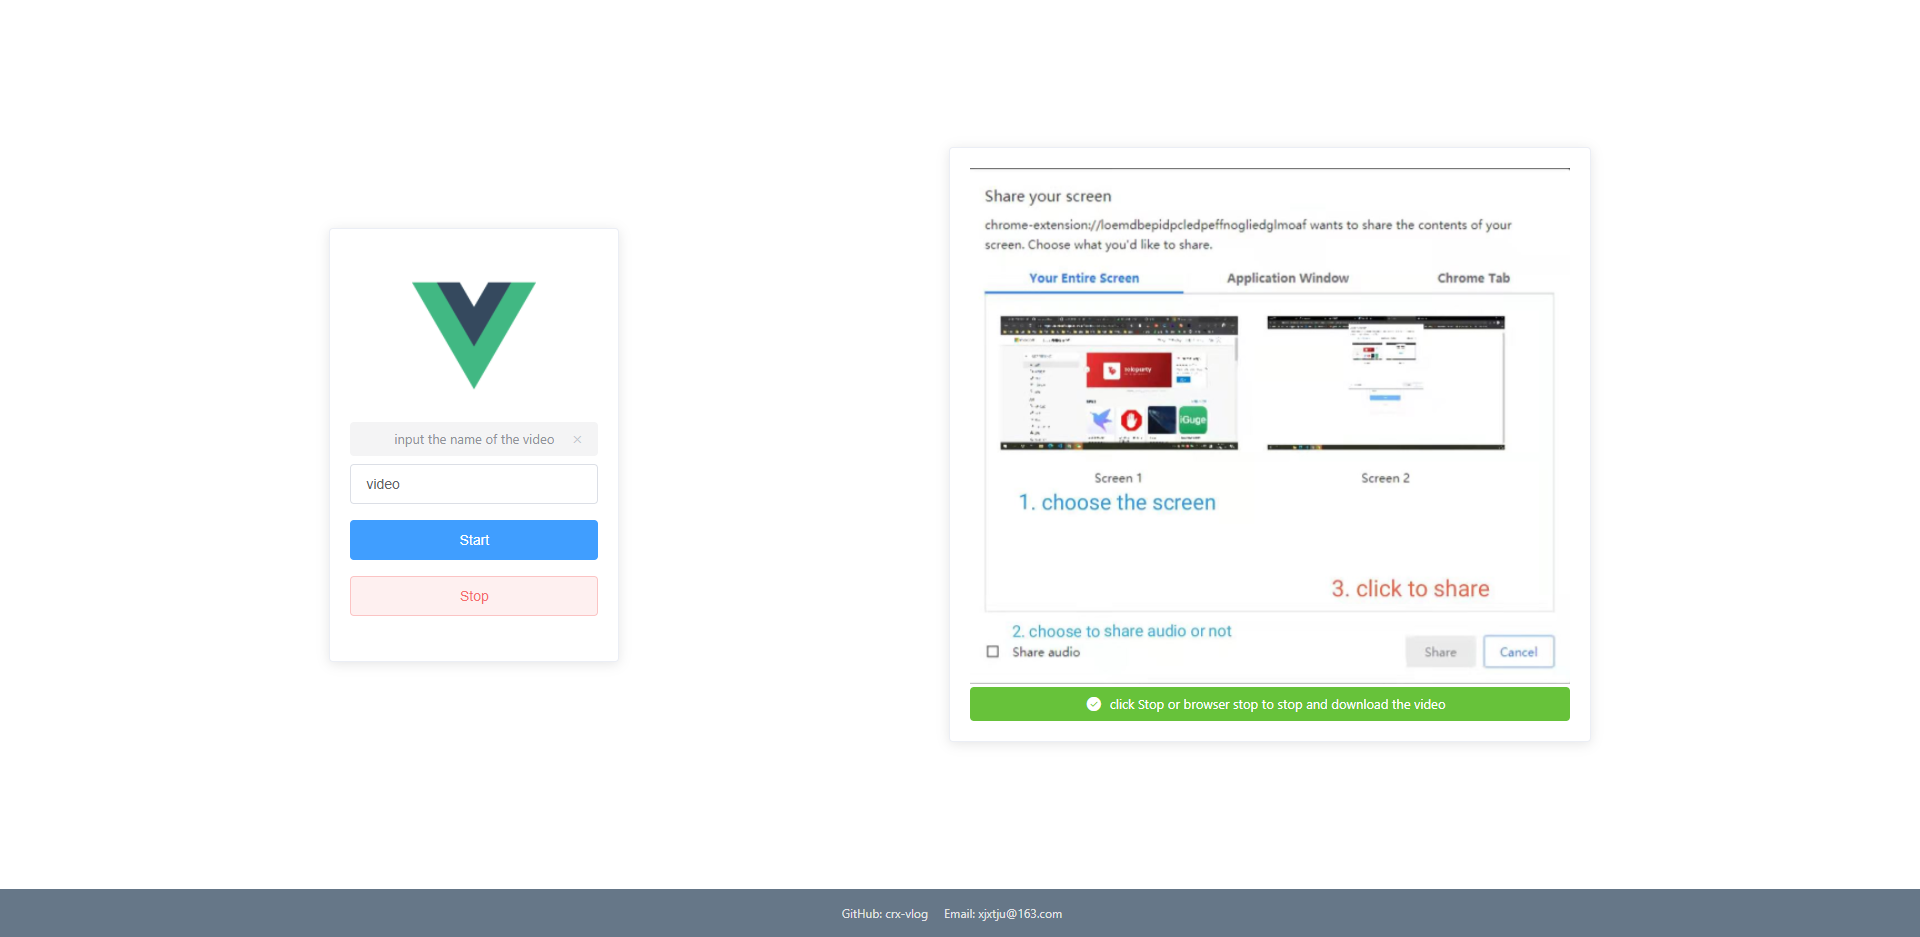 input the name of the video
video
Start
Stop
Share your screen
chrome-extension://loemdbepidpcledpeffnogliedglmoaf wants to share the contents of your
screen. Choose what you'd like to share.
Your Entire Screen Application Window Chrome Tab
teleparty
iGuge
Screen 1 Screen 2
1. choose the screen
3. click to share
2. choose to share audio or not
Share audio Share Cancel
click Stop or browser stop to stop and download the video
GitHub: crx-vlog Email: xjxtju@163.com